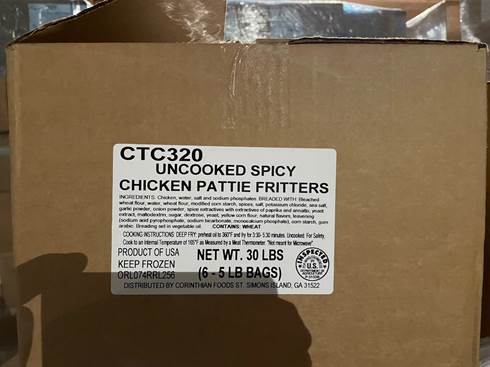 CTC320
UNCOOKED SPICY
CHICKEN PATTIE FRITTERS
INGREDIENTS: Chicken, water, salt and sodium phosphates. BREADED WITH: Bleached
wheat flour, water, wheat flour, modified corn starch, spices, salt, potassium chloride, sea salt,
garlic powder, onion powder, spice extractives with extractives of paprika and annatto, yeast
extract, maltodextrin, sugar, dextrose, yeast, yellow corn flour, natural flavors, leavening
(sodium acid pyrophosphate, sodium bicarbonate, monocalcium phosphate), corn starch, gum
arabic. Breading set in vegetable oil. CONTAINS: WHEAT
COOKING INSTRUCTIONS: DEEP FRY: preheat oil to 360°F and Fry for 3:30- 5:30 minutes Uncooked: For Safety,
Cook to an Internal Temperature of 165°F as Measured by a Meat Thermometer "Not meant for Microwave"
PRODUCT OF USA NET WT. 30 LBS
KEEP FROZEN (6 - 5 LB BAGS)
ORL074RRL256
DISTRIBUTED BY CORINTHIAN FOODS ST. SIMONS ISLAND, GA 31522
INSPECTED
U.S.